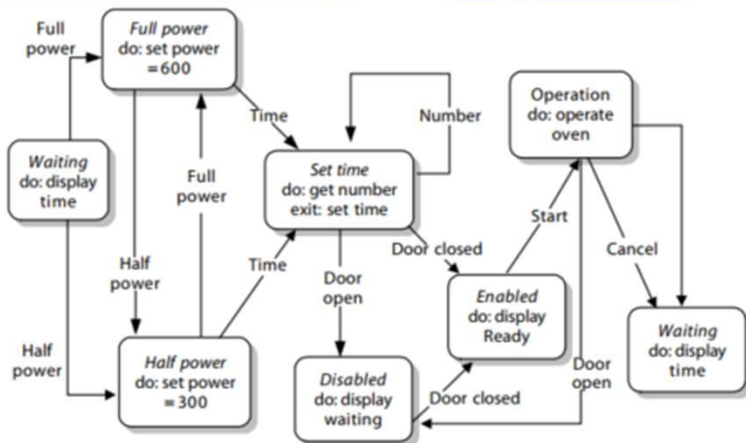 Full
power
Full power
do: set power
= 600
Waiting
do: display
time
Full
power
Half
power
Half
power
Half power
do: set power
= 300
Time
Time
Set time
do: get number
exit: set time
Number
Door
open
Door closed
Disabled
do: display
waiting
Door closed
Enabled
do: display
Ready
Start
Operation
do: operate
oven
Cancel
Door
open
Waiting
do: display
time